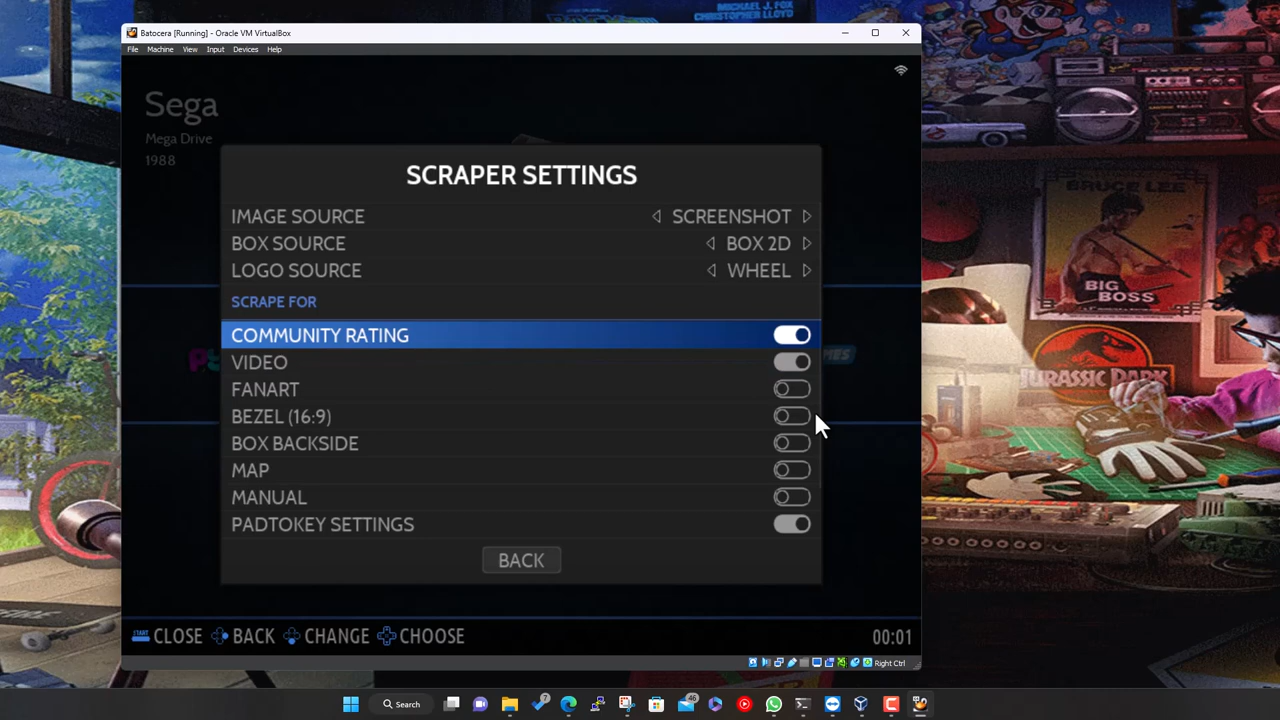 MICHAEL J. FOX
CHRISTOPHER LLOYD
Batocera [Running] - Oracle VM VirtualBox
File Machine View Input Devices Help
Sega
Mega Drive
1988
SCRAPER SETTINGS
IMAGE SOURCE SCREENSHOT
BOX SOURCE BOX 2D
LOGO SOURCE WHEEL
SCRAPE FOR
COMMUNITY RATING
VIDEO
FANART
BEZEL (16:9)
BOX BACKSIDE
MAP
MANUAL
PADTOKEY SETTINGS
BACK
START CLOSE BACK CHANGE CHOOSE 00:01
Right Ctrl
BRUCE LEE
BIG
BOSS
JURASSIC PARK
Search
7
46